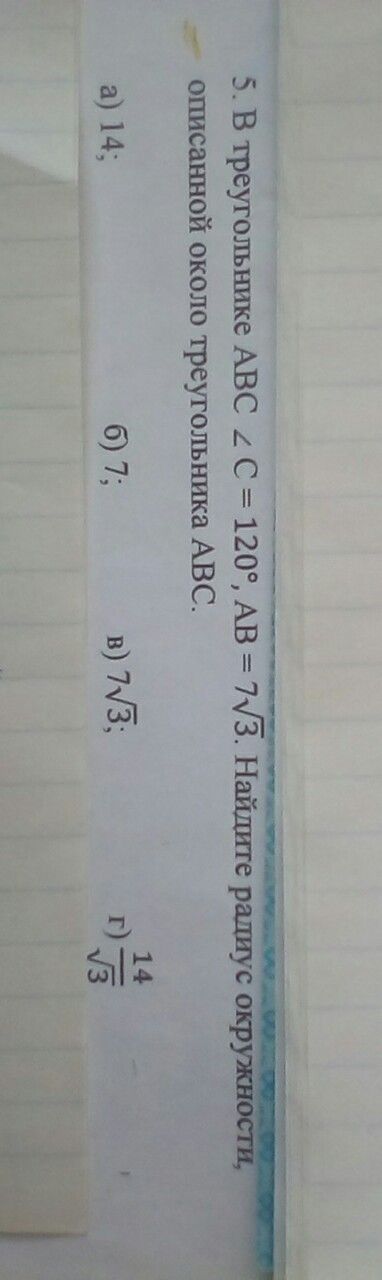 5. В треугольнике ABC ∠ C = 120°, AB = 7√3. Найдите радиус окружности,
описанной около треугольника ABC.
а) 14; б) 7; в) 7√3; г) 14/√3